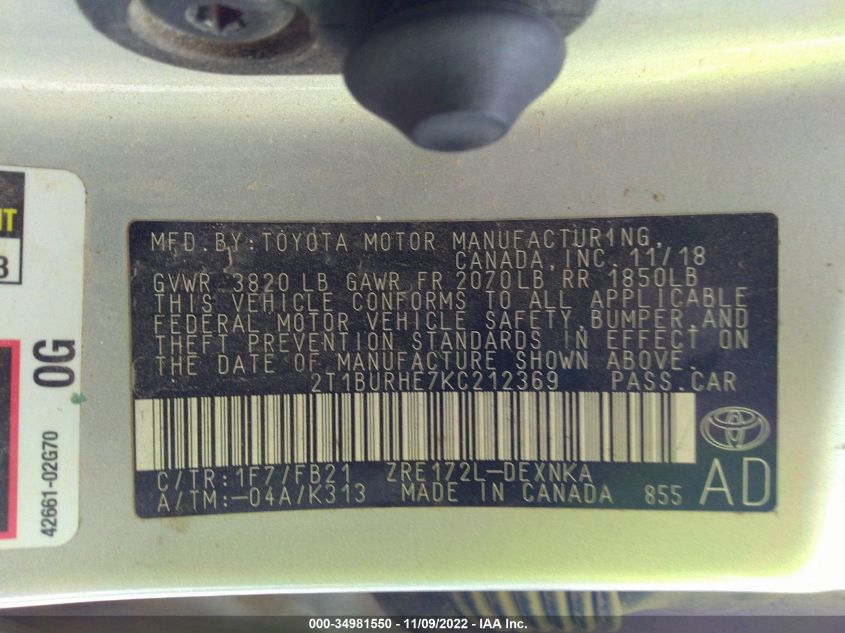 MFD.BY:TOYOTA MOTOR MANUFACTUR1NG,
CANADA,INC. 11/18
GVWR 3820 LB GAWR FR 2070LB RR 1850LB
THIS VEHICLE CONFORMS TO ALL APPLICABLE
FEDERAL MOTOR VEHICLE SAFETY,BUMPER,AND
THEFT PREVENTION STANDARDS IN EFFECT ON
THE DATE OF MANUFACTURE SHOWN ABOVE.
2T1BURHE7KC212369 PASS.CAR
C/TR:1F7/FB21 ZRE172L-DEXNKA
A/TM:-04A/K313 MADE IN CANADA 855 AD
0G
42661-02G70
000-34981550 - 11/09/2022 - IAA Inc.